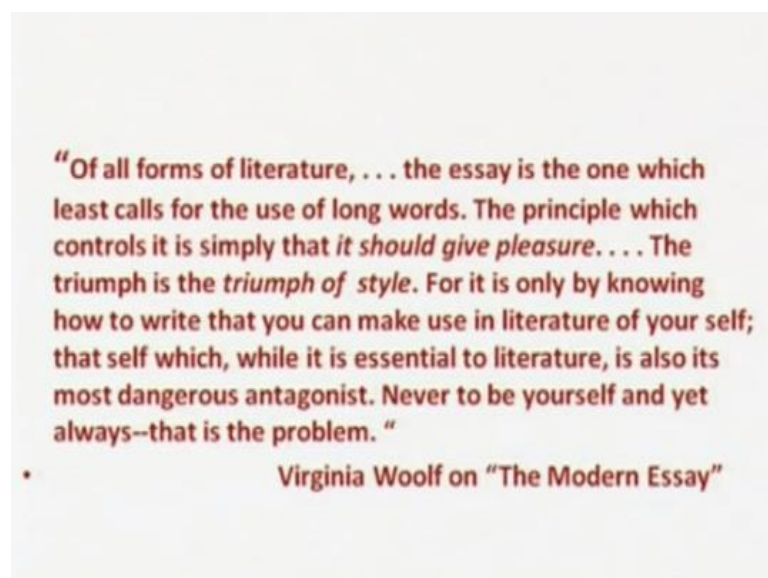 “Of all forms of literature, . . . the essay is the one which
least calls for the use of long words. The principle which
controls it is simply that it should give pleasure. . . . The
triumph is the triumph of style. For it is only by knowing
how to write that you can make use in literature of your self;
that self which, while it is essential to literature, is also its
most dangerous antagonist. Never to be yourself and yet
always--that is the problem. “
• Virginia Woolf on “The Modern Essay”